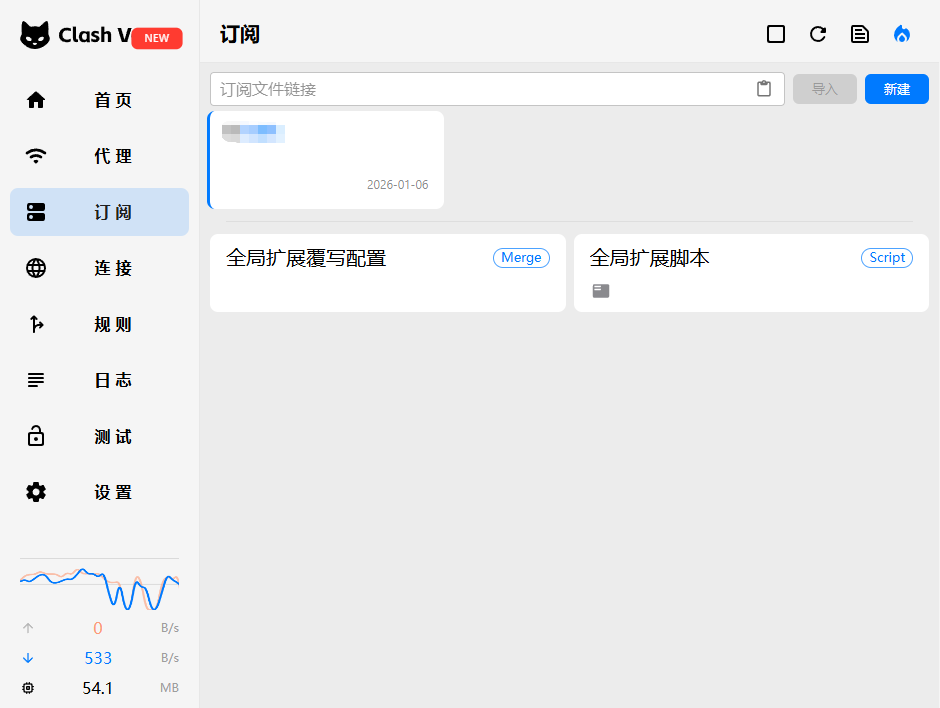 Clash V NEW
首页
代理
订阅
连接
规则
日志
测试
设置
0 B/s
533 B/s
54.1 MB
订阅
订阅文件链接
导入
新建
2026-01-06
全局扩展覆写配置 Merge
全局扩展脚本 Script